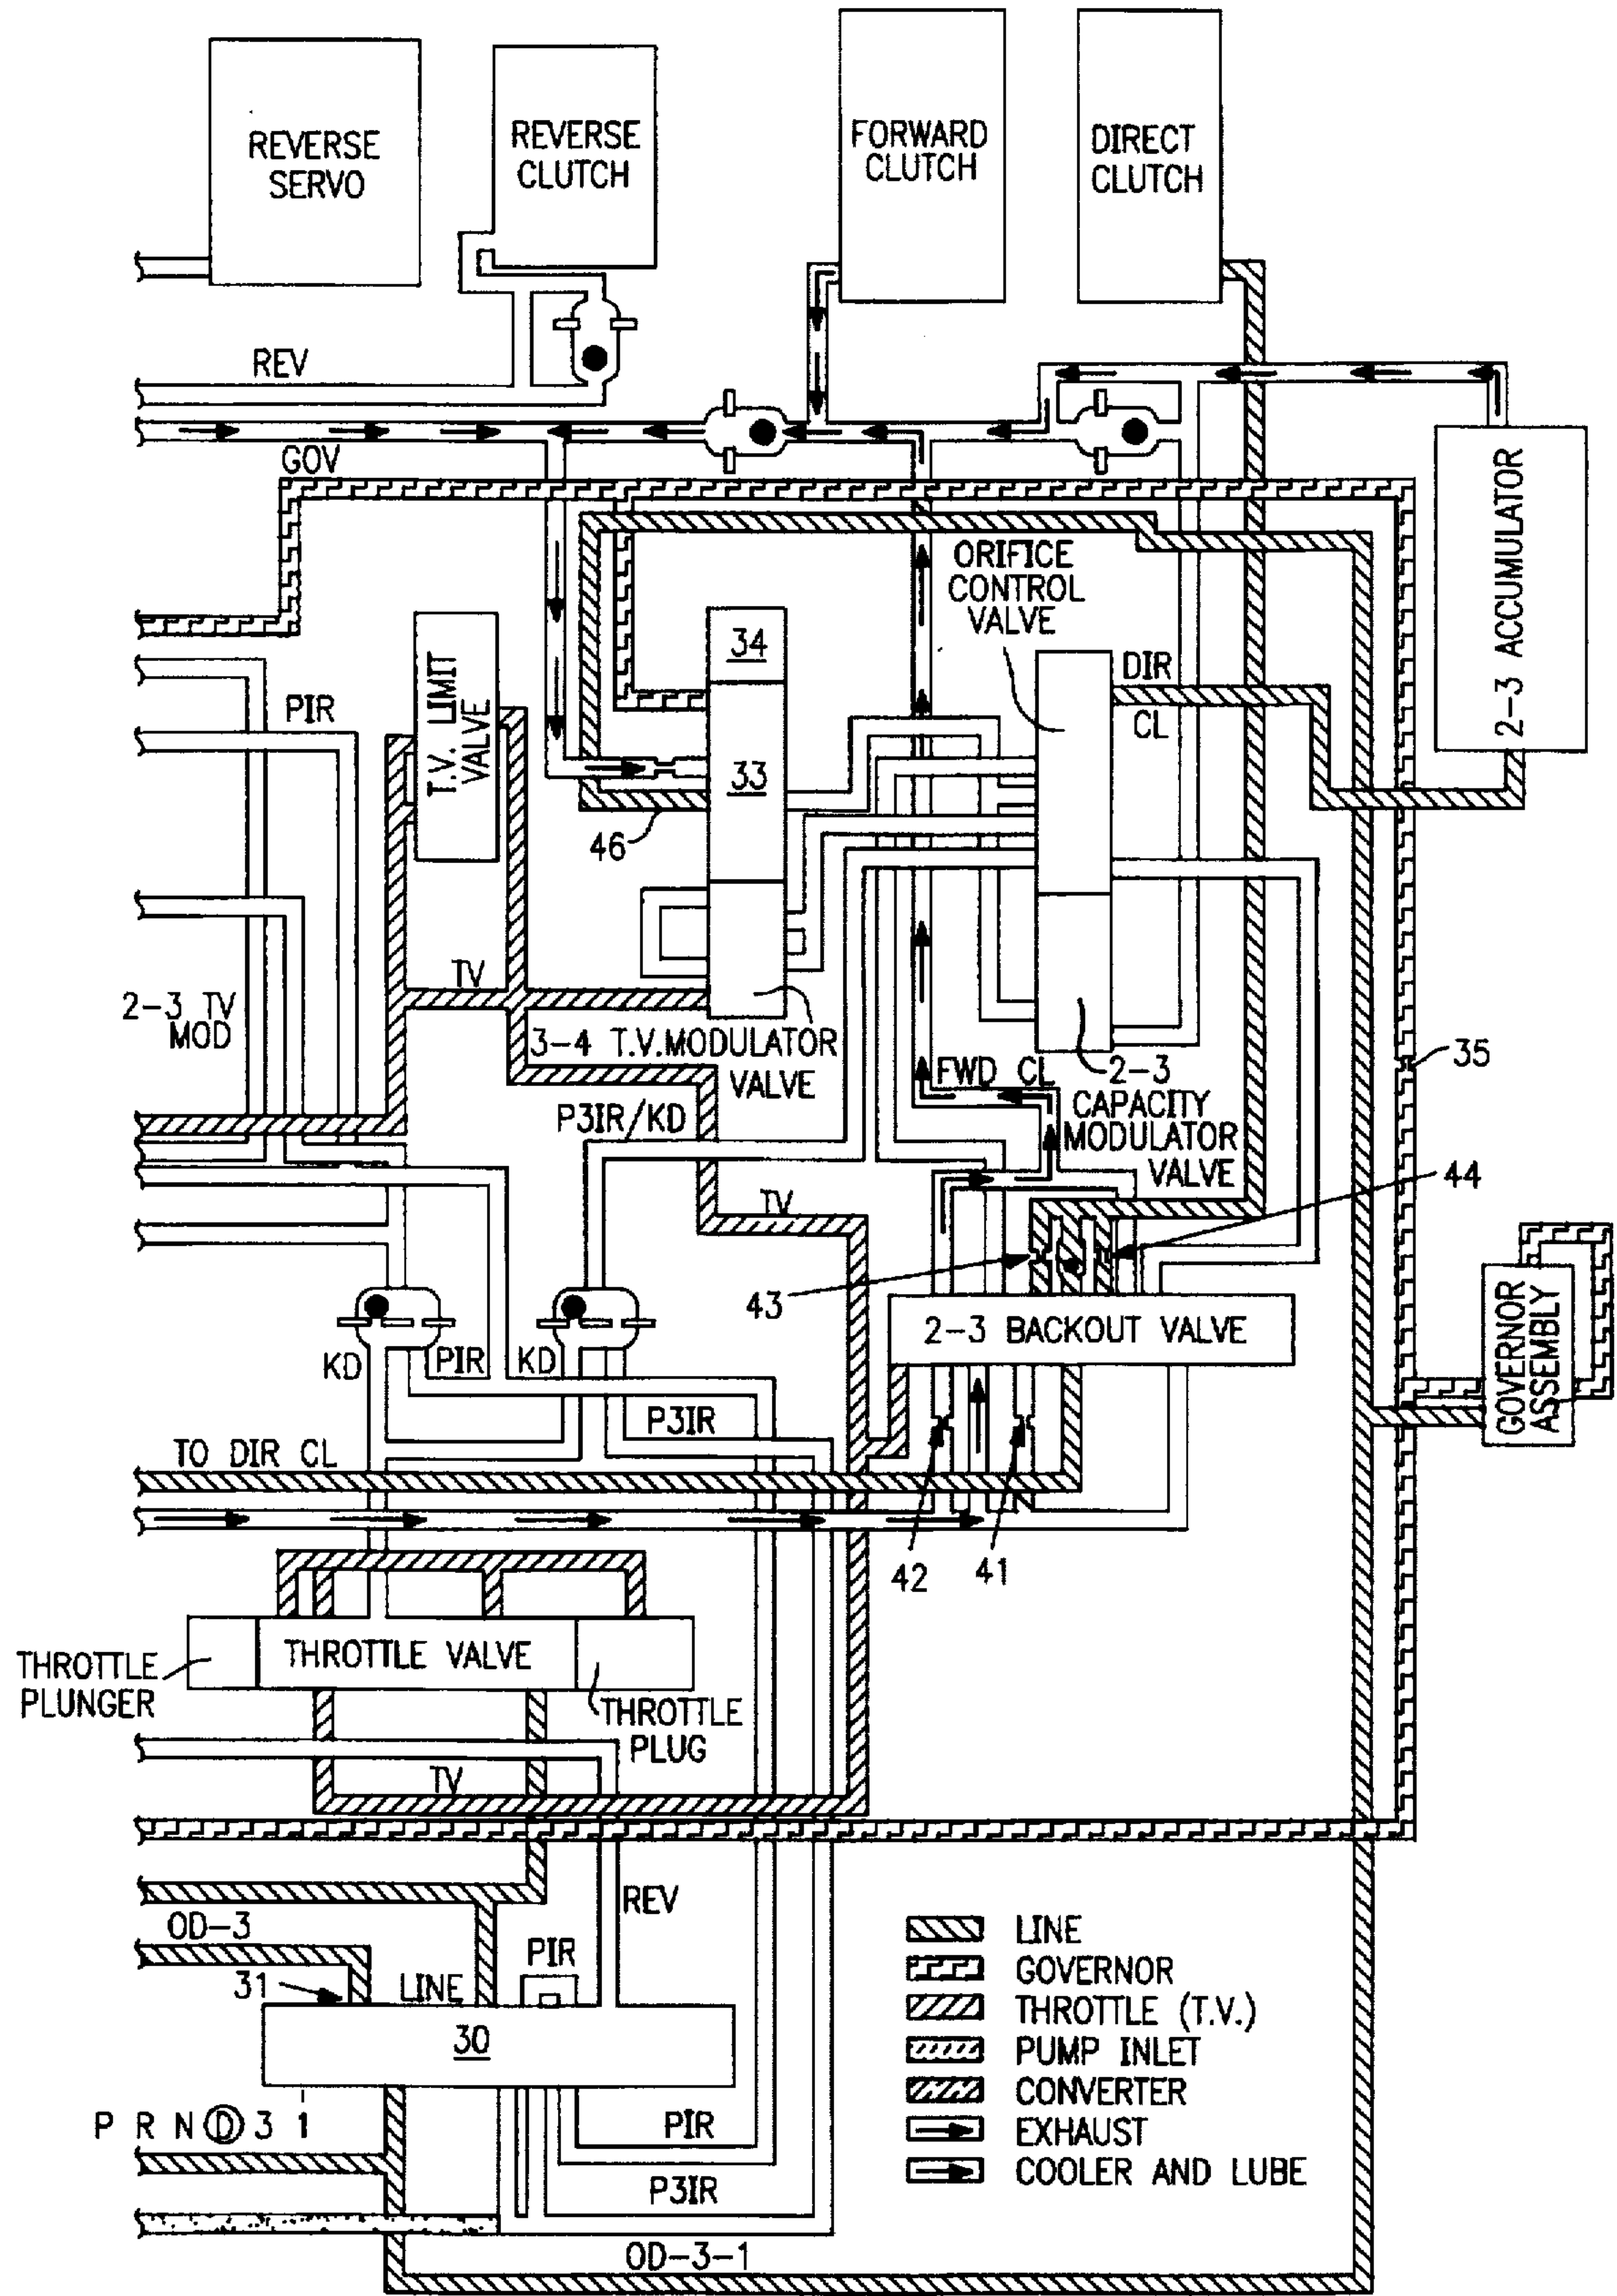 REVERSE
SERVO
REVERSE
CLUTCH
FORWARD
CLUTCH
DIRECT
CLUTCH
REV
GOV
ORIFICE
CONTROL
VALVE
2-3 ACCUMULATOR
34
T.V. LIMIT
VALVE
DIR
CL
PIR
33
46
TV
2-3 TV
MOD
3-4 T.V.MODULATOR
VALVE
35
FWD CL
2-3
CAPACITY
MODULATOR
VALVE
P3IR/KD
44
TV
43
2-3 BACKOUT VALVE
GOVERNOR
ASSEMBLY
KD
PIR
KD
P3IR
TO DIR CL
42
41
THROTTLE VALVE
THROTTLE
PLUNGER
THROTTLE
PLUG
TV
REV
OD-3
PIR
31
LINE
30
LINE
GOVERNOR
THROTTLE (T.V.)
PUMP INLET
CONVERTER
EXHAUST
COOLER AND LUBE
P R N D 3 1
PIR
P3IR
OD-3-1